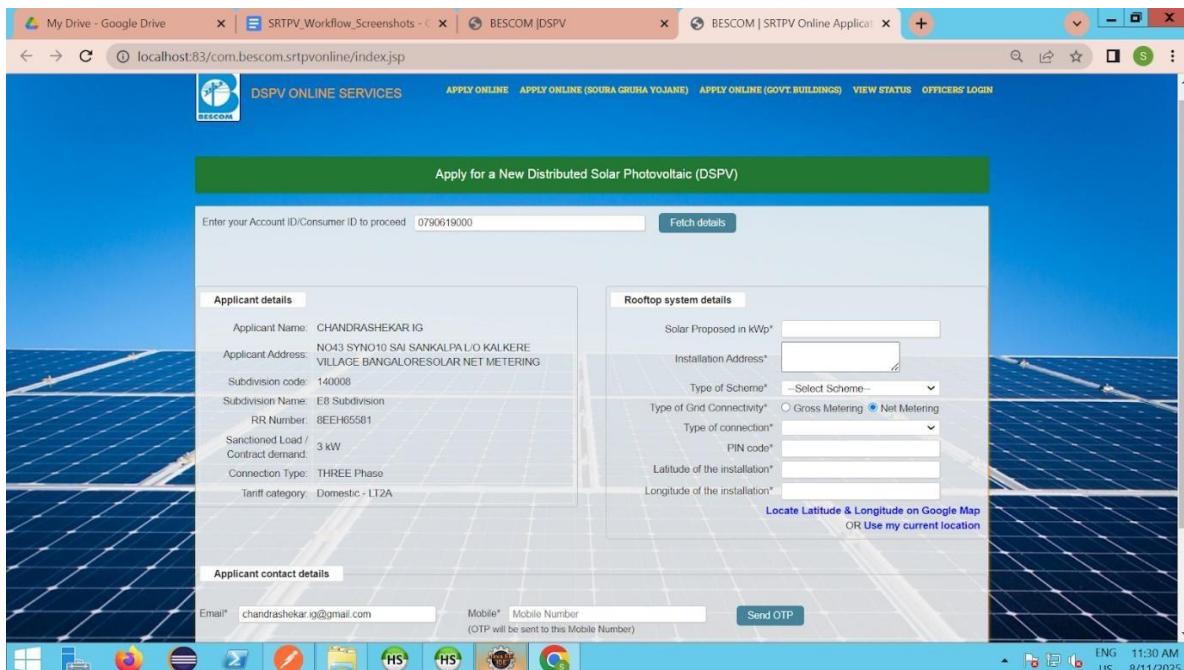 My Drive - Google Drive
SRTPV_Workflow_Screenshots - G
BESCOM |DSPV
BESCOM | SRTPV Online Applicat
localhost:83/com.bescom.srtpvonline/index.jsp
S
BESCOM
DSPV ONLINE SERVICES
APPLY ONLINE APPLY ONLINE (SOURA GRUHA YOJANE) APPLY ONLINE (GOVT.BUILDINGS) VIEW STATUS OFFICERS' LOGIN
Apply for a New Distributed Solar Photovoltaic (DSPV)
Enter your Account ID/Consumer ID to proceed 0790619000 Fetch details
Applicant details
Applicant Name: CHANDRASHEKAR IG
Applicant Address: NO43 SYNO10 SAI SANKALPA L/O KALKERE
VILLAGE BANGALORESOLAR NET METERING
Subdivision code: 140008
Subdivision Name: E8 Subdivision
RR Number: 8EEH65581
Sanctioned Load /
Contract demand: 3 kW
Connection Type: THREE Phase
Tariff category: Domestic - LT2A
Rooftop system details
Solar Proposed in kWp*
Installation Address*
Type of Scheme* --Select Scheme--
Type of Grid Connectivity* Gross Metering Net Metering
Type of connection*
PIN code*
Latitude of the installation*
Longitude of the installation*
Locate Latitude & Longitude on Google Map
OR Use my current location
Applicant contact details
Email* chandrashekar.ig@gmail.com Mobile* Mobile Number Send OTP
(OTP will be sent to this Mobile Number)
HS HS
ENG 11:30 AM
US 8/11/2025